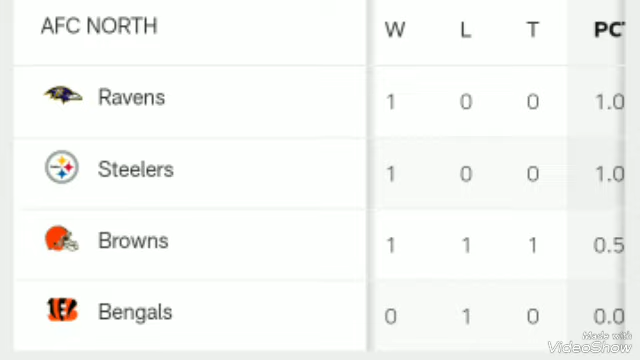 AFC NORTH W L T PC
Ravens 1 0 0 1.0
Steelers 1 0 0 1.0
Browns 1 1 1 0.5
Bengals 0 1 0 0.0
Made with
VideoShow